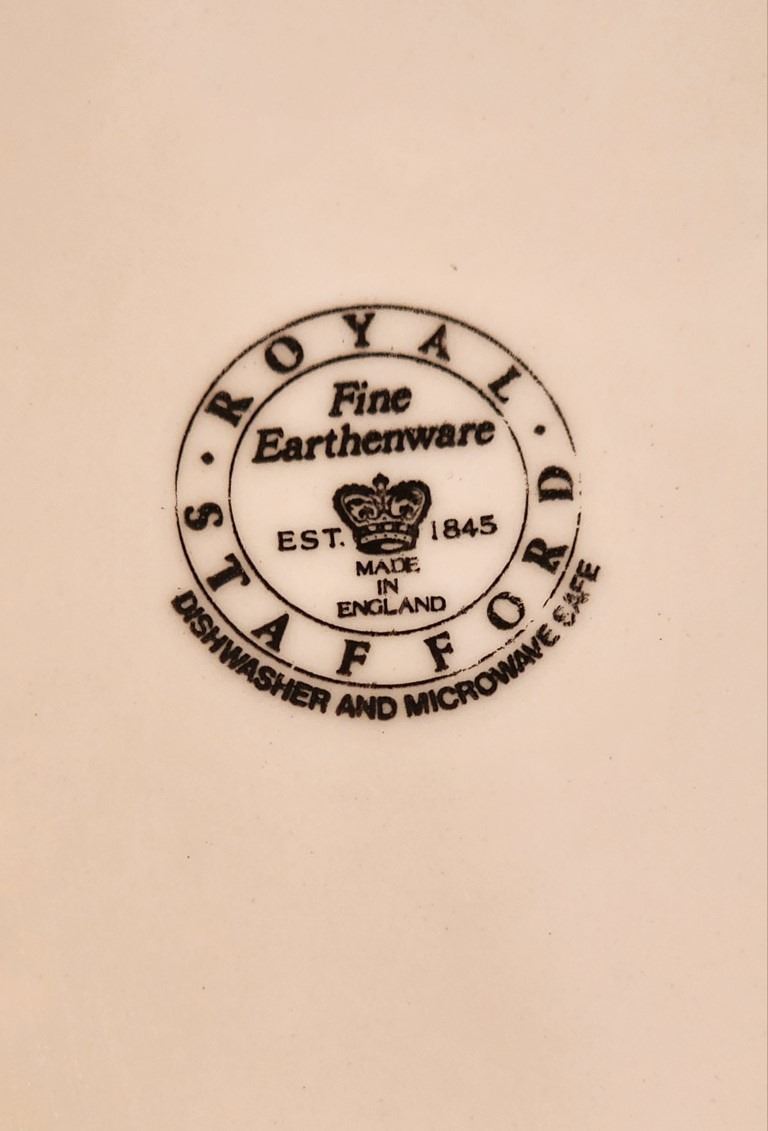 · ROYAL ·
STAFFORD
Fine
Earthenware
EST. 1845
MADE
IN
ENGLAND
DISHWASHER AND MICROWAVE SAFE